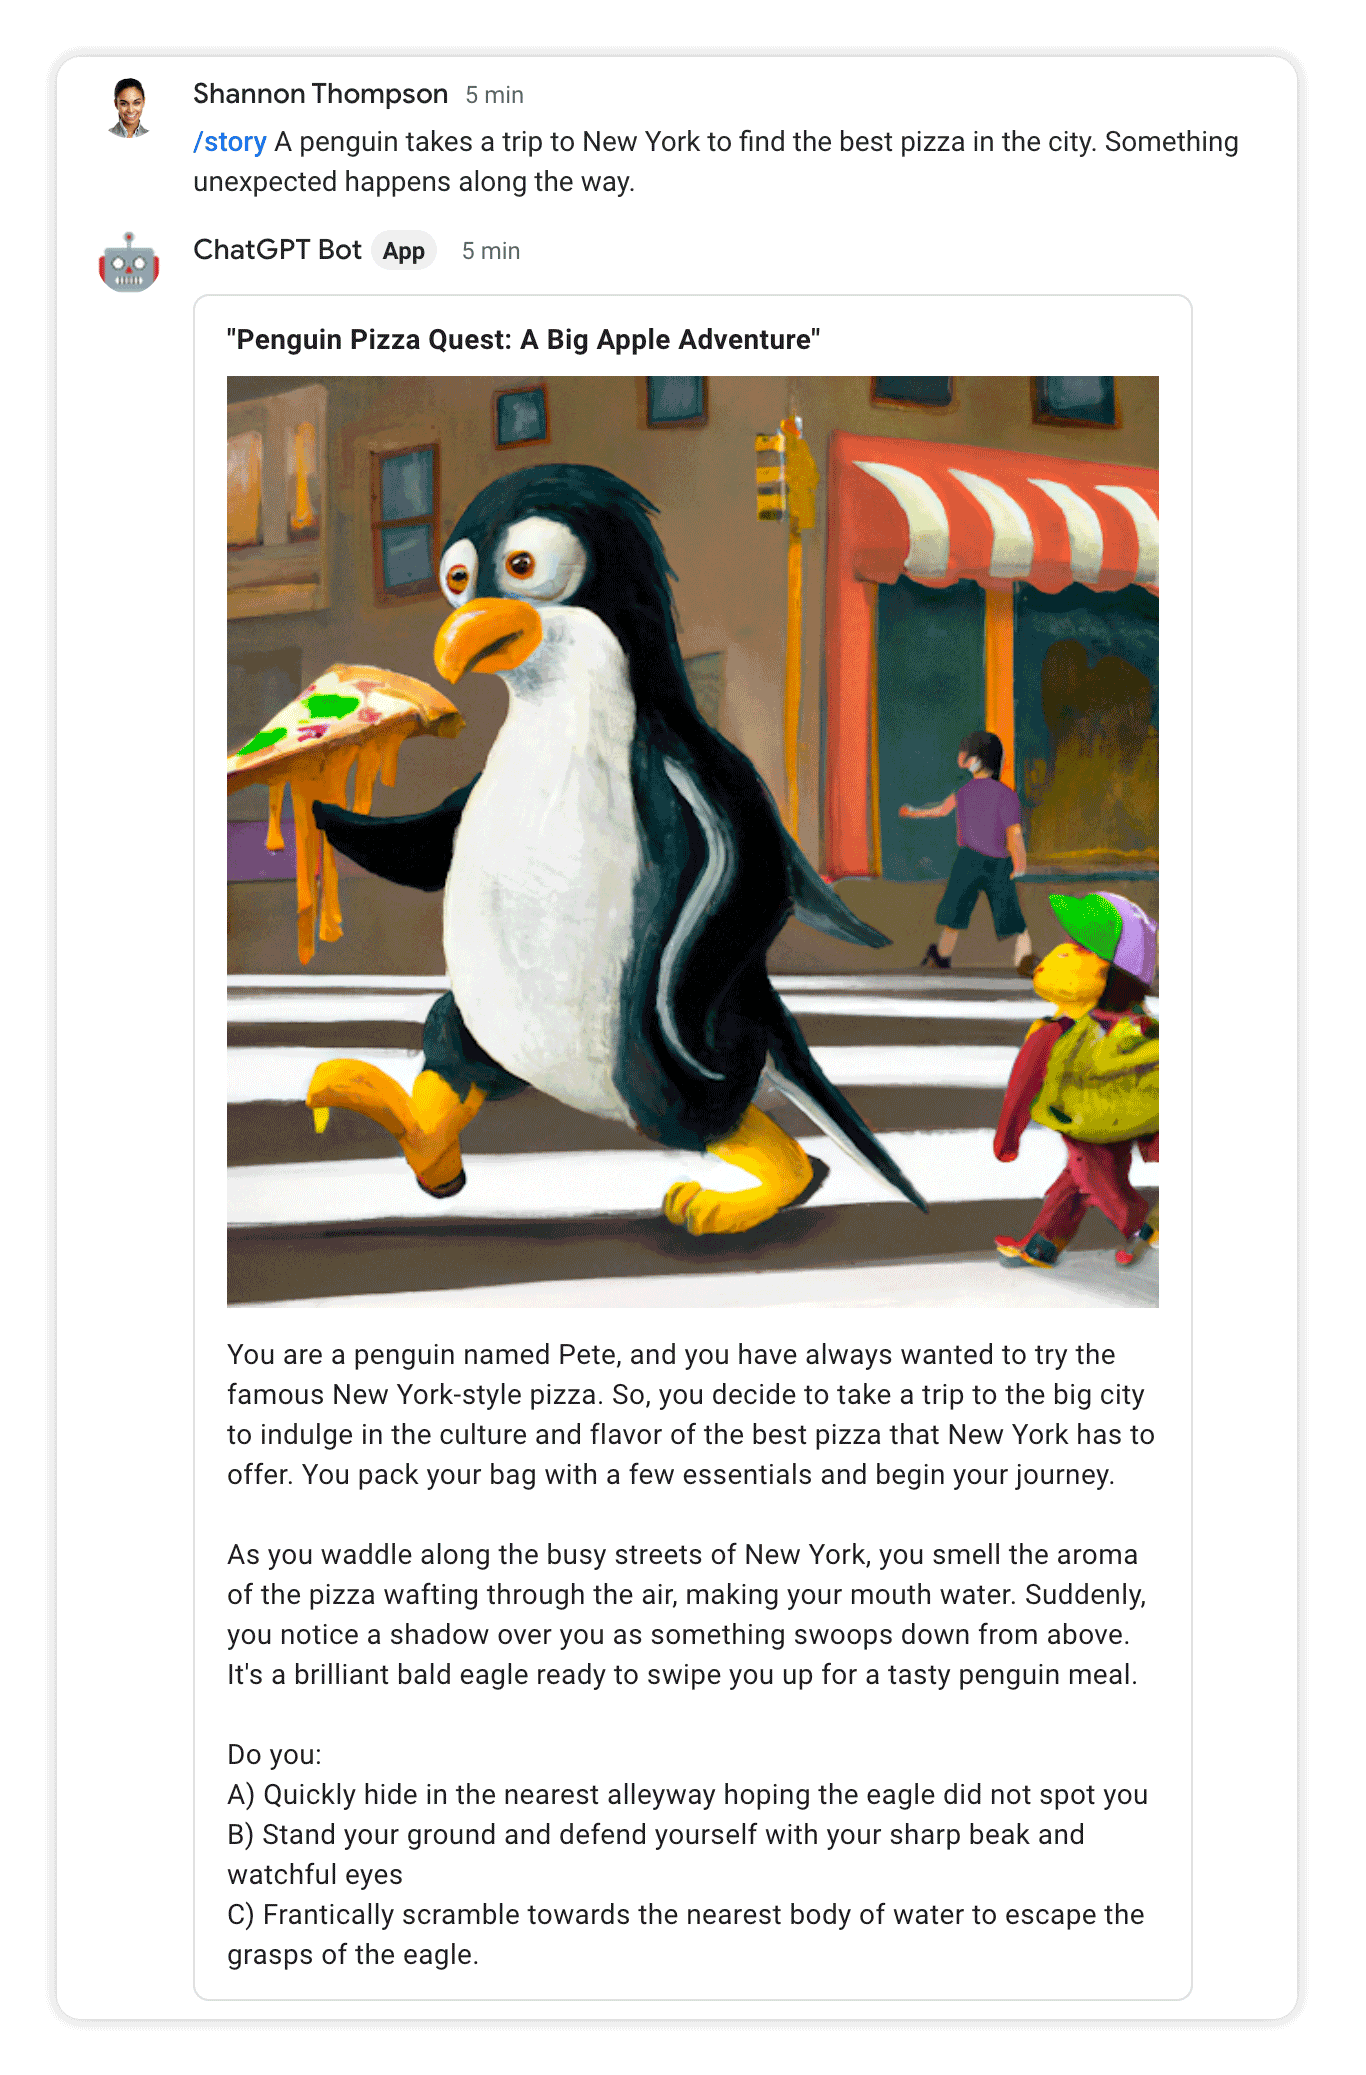 Shannon Thompson 5 min
/story A penguin takes a trip to New York to find the best pizza in the city. Something
unexpected happens along the way.
ChatGPT Bot App 5 min
"Penguin Pizza Quest: A Big Apple Adventure"
You are a penguin named Pete, and you have always wanted to try the
famous New York-style pizza. So, you decide to take a trip to the big city
to indulge in the culture and flavor of the best pizza that New York has to
offer. You pack your bag with a few essentials and begin your journey.
As you waddle along the busy streets of New York, you smell the aroma
of the pizza wafting through the air, making your mouth water. Suddenly,
you notice a shadow over you as something swoops down from above.
It's a brilliant bald eagle ready to swipe you up for a tasty penguin meal.
Do you:
A) Quickly hide in the nearest alleyway hoping the eagle did not spot you
B) Stand your ground and defend yourself with your sharp beak and
watchful eyes
C) Frantically scramble towards the nearest body of water to escape the
grasps of the eagle.